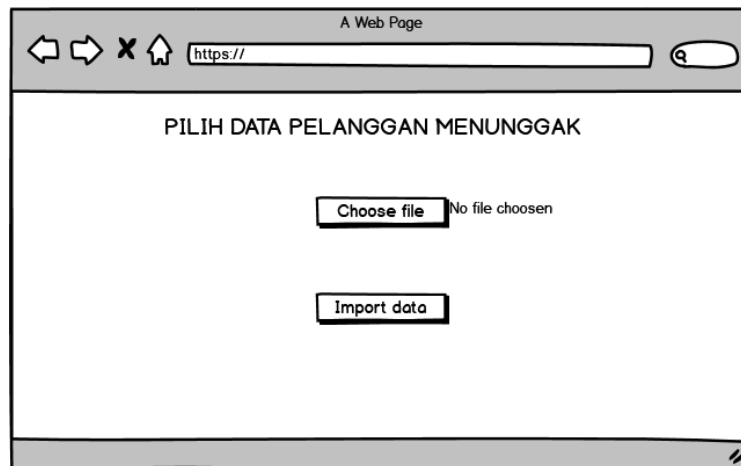 A Web Page
https://
PILIH DATA PELANGGAN MENUNGGAK
Choose file No file choosen
Import data